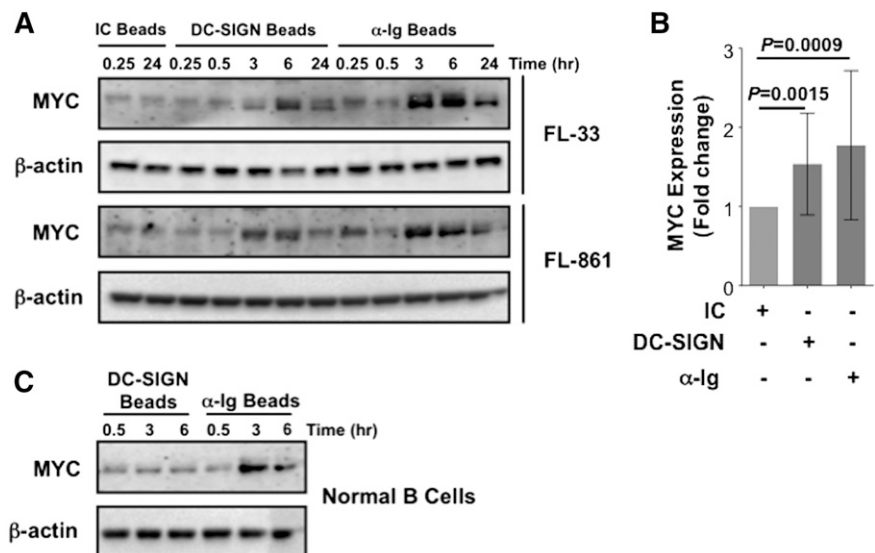 A
IC Beads DC-SIGN Beads α-Ig Beads
0.25 24 0.25 0.5 3 6 24 0.25 0.5 3 6 24 Time (hr)
MYC
β-actin
FL-33
MYC
β-actin
FL-861
B
MYC Expression
(Fold change)
3
2
1
0
P=0.0009
P=0.0015
IC + - -
DC-SIGN - + -
α-Ig - - +
C
DC-SIGN
Beads α-Ig Beads
0.5 3 6 0.5 3 6 Time (hr)
MYC
β-actin
Normal B Cells